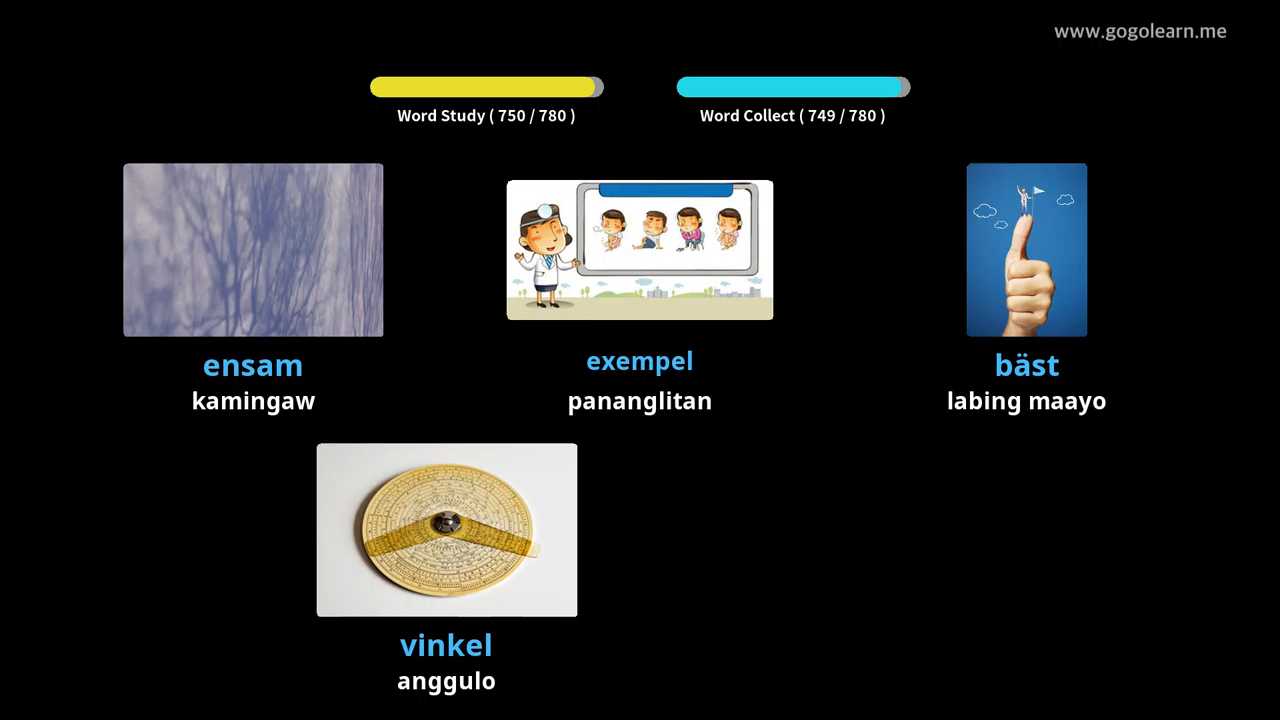 www.gogolearn.me
Word Study ( 750 / 780 )
Word Collect ( 749 / 780 )
ensam
exempel
bäst
kamingaw
pananglitan
labing maayo
vinkel
anggulo